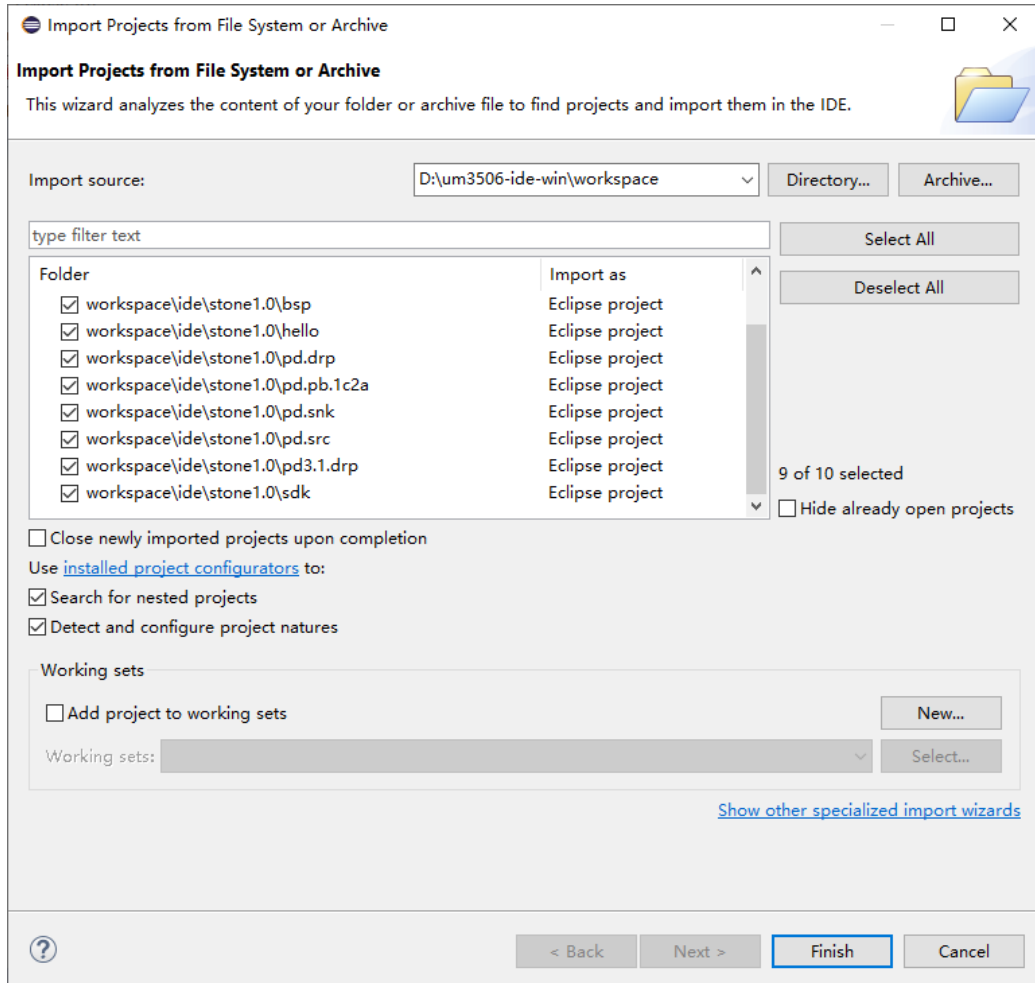 Import Projects from File System or Archive
Import Projects from File System or Archive
This wizard analyzes the content of your folder or archive file to find projects and import them in the IDE.
Import source: D:\um3506-ide-win\workspace Directory... Archive...
type filter text Select All
Folder Import as Deselect All
workspace\ide\stone1.0\bsp Eclipse project
workspace\ide\stone1.0\hello Eclipse project
workspace\ide\stone1.0\pd.drp Eclipse project
workspace\ide\stone1.0\pd.pb.1c2a Eclipse project
workspace\ide\stone1.0\pd.snk Eclipse project
workspace\ide\stone1.0\pd.src Eclipse project
workspace\ide\stone1.0\pd3.1.drp Eclipse project
workspace\ide\stone1.0\sdk Eclipse project
9 of 10 selected
Hide already open projects
Close newly imported projects upon completion
Use installed project configurators to:
Search for nested projects
Detect and configure project natures
Working sets
Add project to working sets New...
Working sets: Select...
Show other specialized import wizards
? < Back Next > Finish Cancel